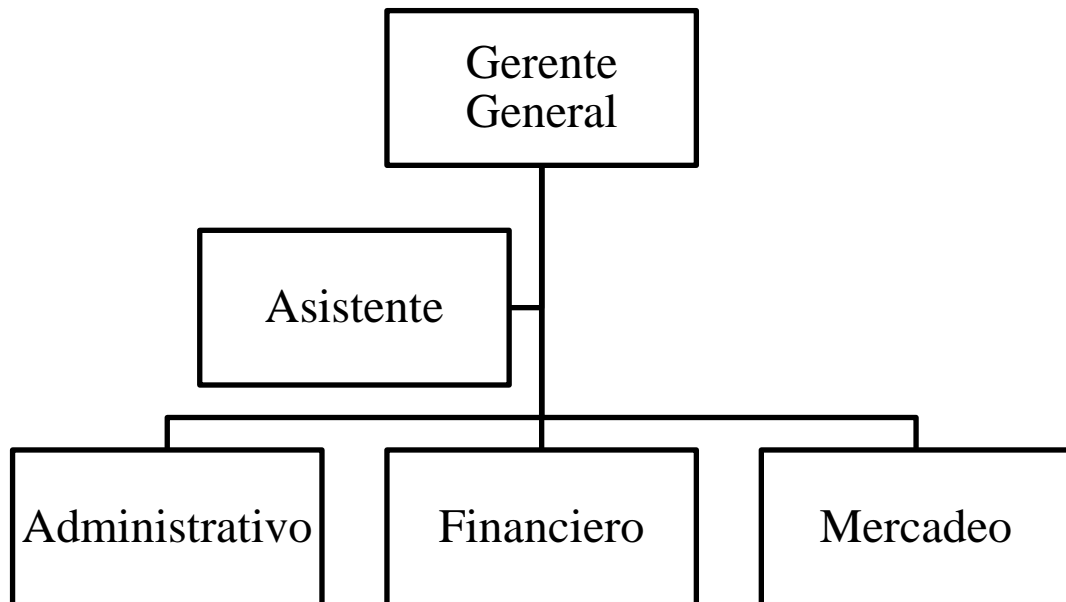 Gerente
General
Asistente
Administrativo
Financiero
Mercadeo